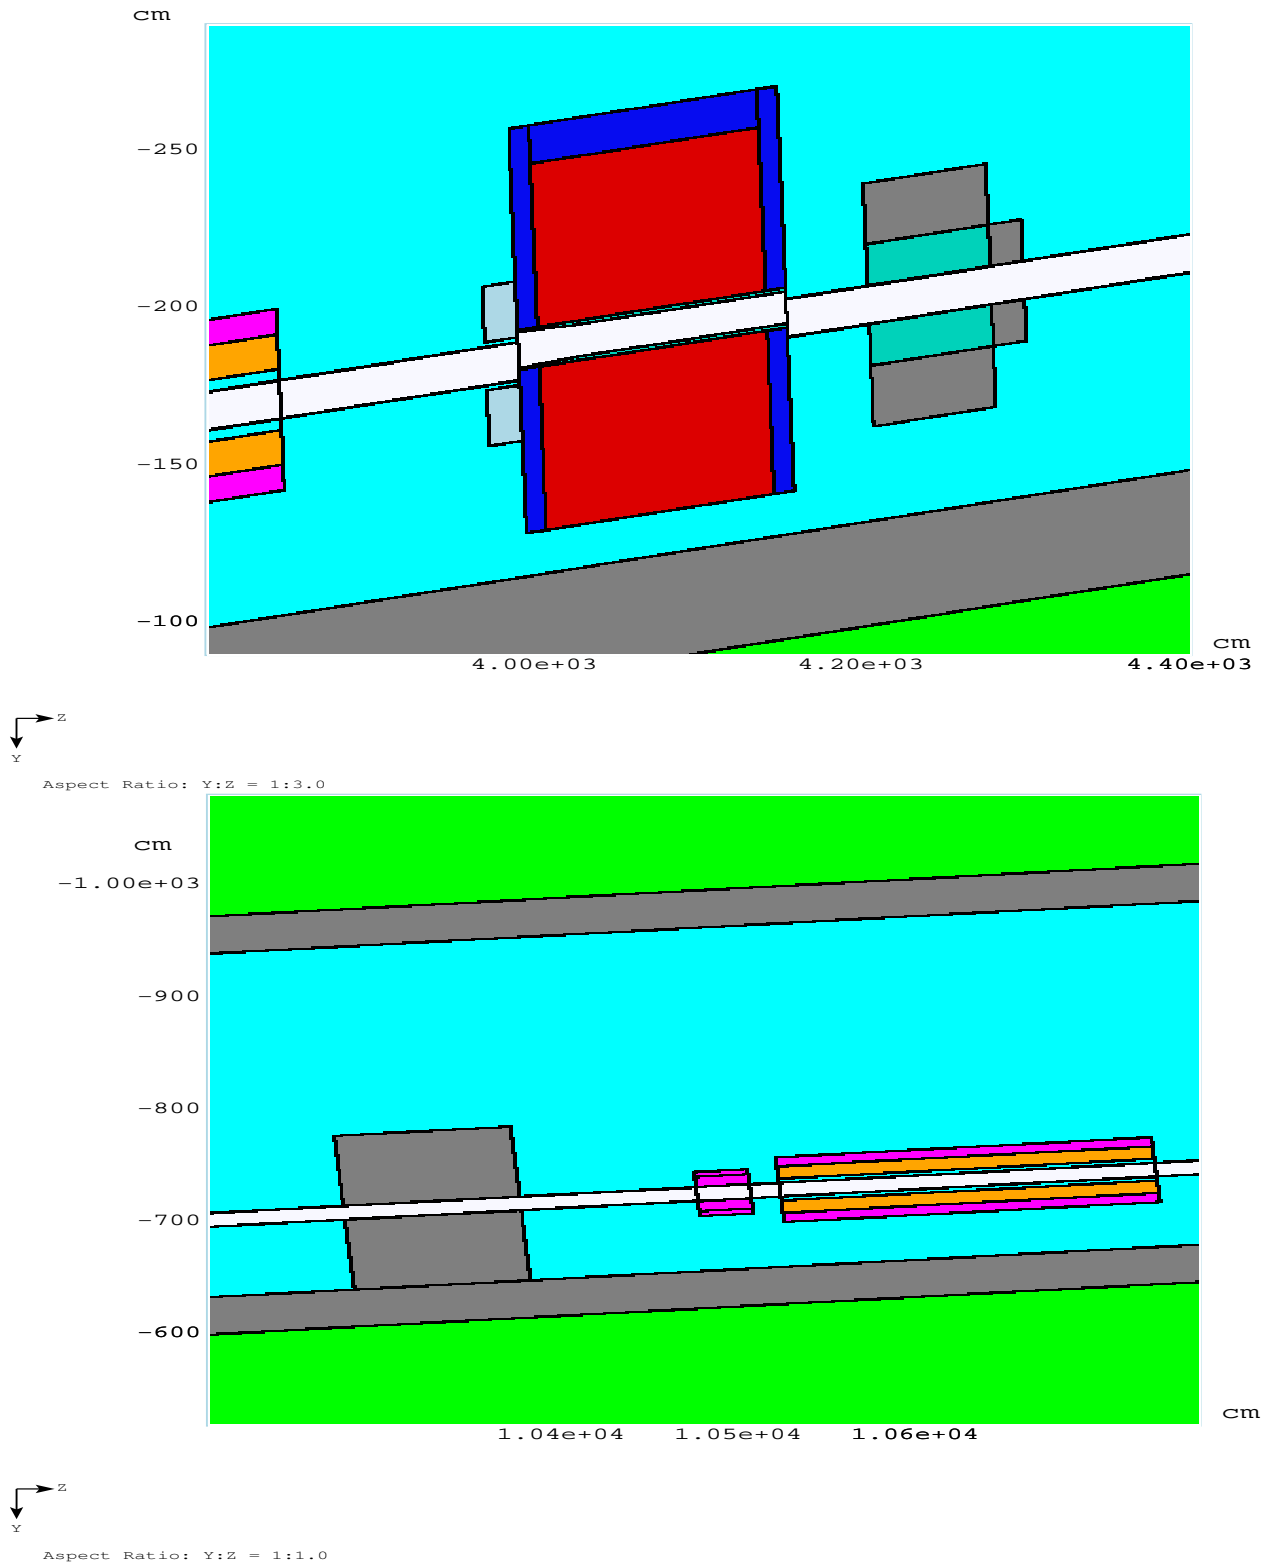 cm
−250
−200
−150
−100
cm
4.00e+03 4.20e+03 4.40e+03
Z
Y
Aspect Ratio: Y:Z = 1:3.0
cm
−1.00e+03
−900
−800
−700
−600
cm
1.04e+04 1.05e+04 1.06e+04
Z
Y
Aspect Ratio: Y:Z = 1:1.0